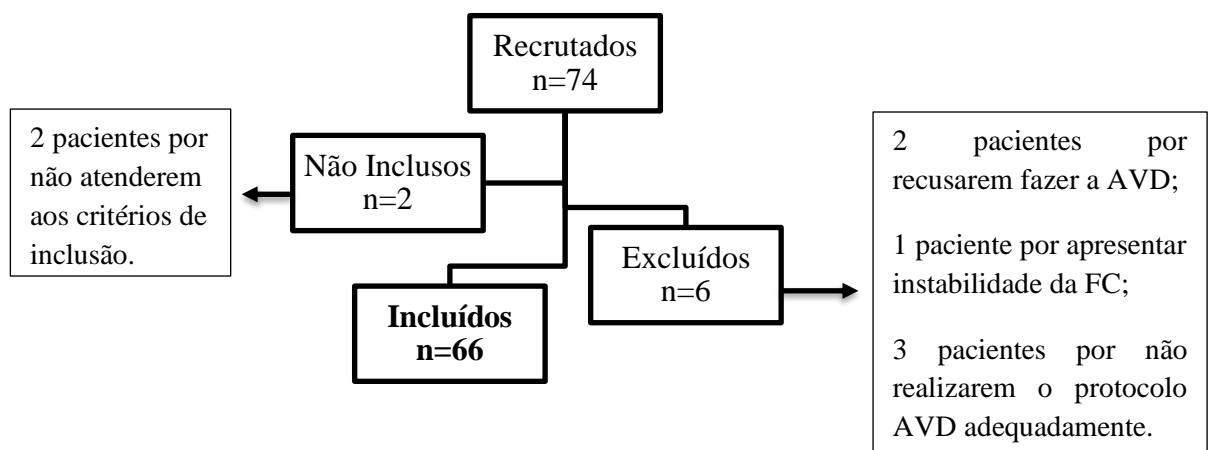 Recrutados
n=74
Não Inclusos
n=2
2 pacientes por
não atenderem
aos critérios de
inclusão.
Excluídos
n=6
2 pacientes por
recusarem fazer a AVD;
1 paciente por apresentar
instabilidade da FC;
3 pacientes por não
realizarem o protocolo
AVD adequadamente.
Incluídos
n=66